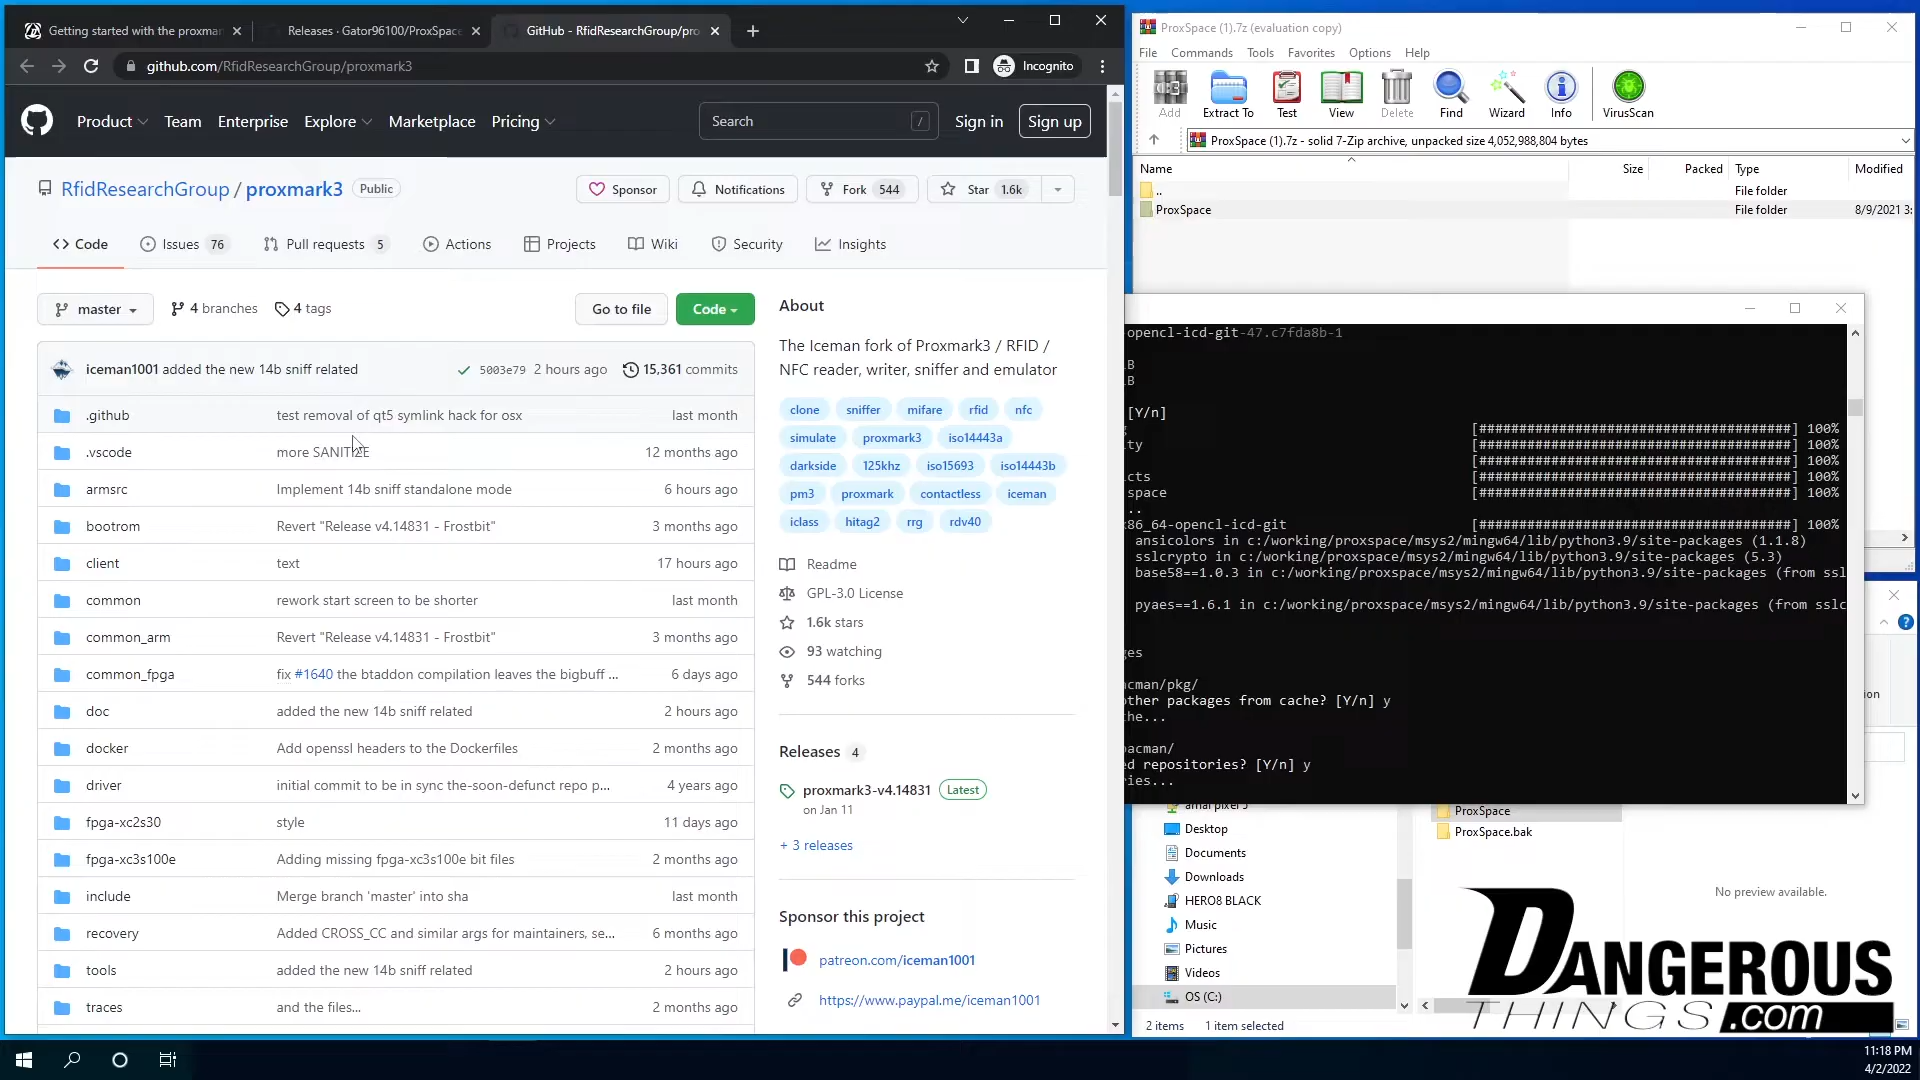 Getting started with the proxmar
Releases · Gator96100/ProxSpace
GitHub - RfidResearchGroup/pro
github.com/RfidResearchGroup/proxmark3
Incognito
Product
Team
Enterprise
Explore
Marketplace
Pricing
Search
/
Sign in
Sign up
RfidResearchGroup / proxmark3
Public
Sponsor
Notifications
Fork 544
Star 1.6k
Code
Issues 76
Pull requests 5
Actions
Projects
Wiki
Security
Insights
master
4 branches
4 tags
Go to file
Code
iceman1001 added the new 14b sniff related
5003e79 2 hours ago
15,361 commits
.github test removal of qt5 symlink hack for osx last month
.vscode more SANITIZE 12 months ago
armsrc Implement 14b sniff standalone mode 6 hours ago
bootrom Revert "Release v4.14831 - Frostbit" 3 months ago
client text 17 hours ago
common rework start screen to be shorter last month
common_arm Revert "Release v4.14831 - Frostbit" 3 months ago
common_fpga fix #1640 the btaddon compilation leaves the bigbuff ... 6 days ago
doc added the new 14b sniff related 2 hours ago
docker Add openssl headers to the Dockerfiles 2 months ago
driver initial commit to be in sync the-soon-defunct repo p... 4 years ago
fpga-xc2s30 style 11 days ago
fpga-xc3s100e Adding missing fpga-xc3s100e bit files 2 months ago
include Merge branch 'master' into sha last month
recovery Added CROSS_CC and similar args for maintainers, se... 6 months ago
tools added the new 14b sniff related 2 hours ago
traces and the files... 2 months ago
About
The Iceman fork of Proxmark3 / RFID /
NFC reader, writer, sniffer and emulator
clone sniffer mifare rfid nfc
simulate proxmark3 iso14443a
darkside 125khz iso15693 iso14443b
pm3 proxmark contactless iceman
iclass hitag2 rrg rdv40
Readme
GPL-3.0 License
1.6k stars
93 watching
544 forks
Releases 4
proxmark3-v4.14831 Latest
on Jan 11
+ 3 releases
Sponsor this project
patreon.com/iceman1001
https://www.paypal.me/iceman1001
ProxSpace (1).7z (evaluation copy)
File Commands Tools Favorites Options Help
Add Extract To Test View Delete Find Wizard Info VirusScan
ProxSpace (1).7z - solid 7-Zip archive, unpacked size 4,052,988,804 bytes
Name Size Packed Type Modified
.. File folder
ProxSpace File folder 8/9/2021 3:
opencl-icd-git-47.c7fda8b-1
iB
iB
[Y/n]
[#######################################] 100%
ty [#######################################] 100%
[#######################################] 100%
cts [#######################################] 100%
space [#######################################] 100%
..
x86_64-opencl-icd-git [#######################################] 100%
ansicolors in c:/working/proxspace/msys2/mingw64/lib/python3.9/site-packages (1.1.8)
sslcrypto in c:/working/proxspace/msys2/mingw64/lib/python3.9/site-packages (5.3)
base58==1.0.3 in c:/working/proxspace/msys2/mingw64/lib/python3.9/site-packages (from ssl
pyaes==1.6.1 in c:/working/proxspace/msys2/mingw64/lib/python3.9/site-packages (from sslc
ges
acman/pkg/
other packages from cache? [Y/n] y
che...
pacman/
ed repositories? [Y/n] y
ries...
ion
amal pixel 5
Desktop
Documents
Downloads
HERO8 BLACK
Music
Pictures
Videos
OS (C:)
ProxSpace
ProxSpace.bak
No preview available.
2 items 1 item selected
DANGEROUS
THINGS.com
11:18 PM
4/2/2022